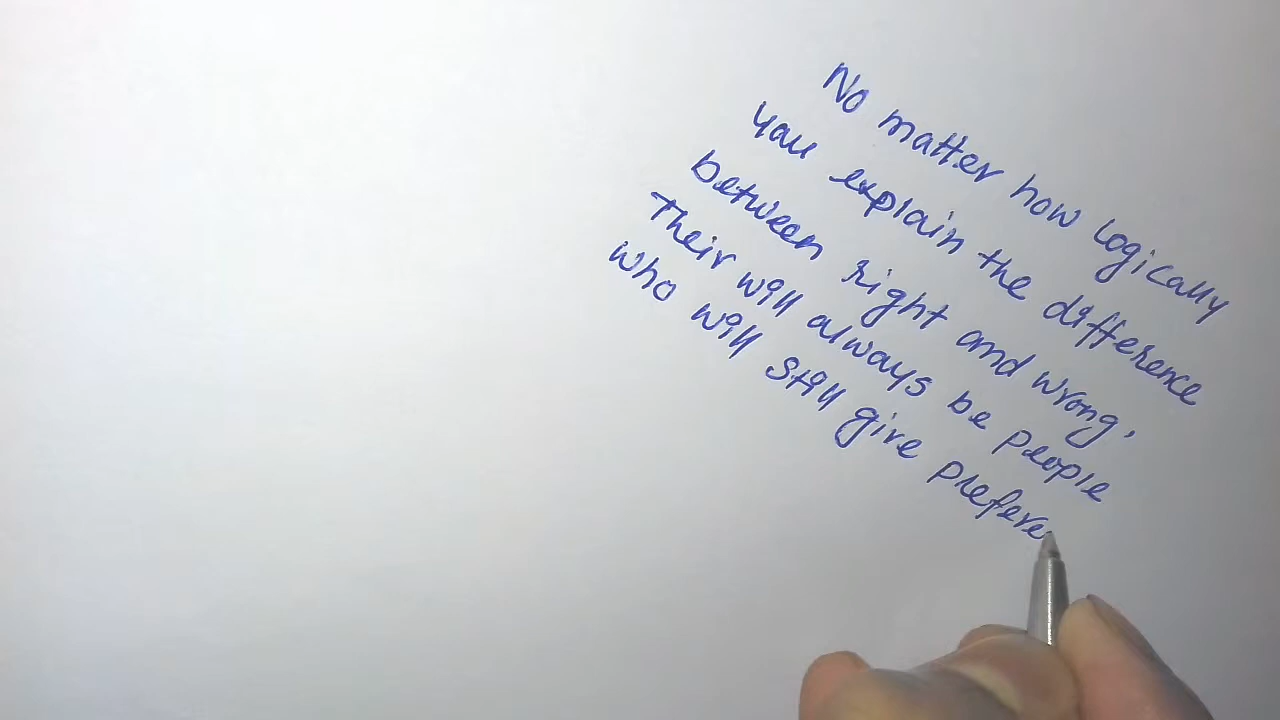 No matter how logically
you explain the difference
between right and wrong,
Their will always be people
who will still give prefere